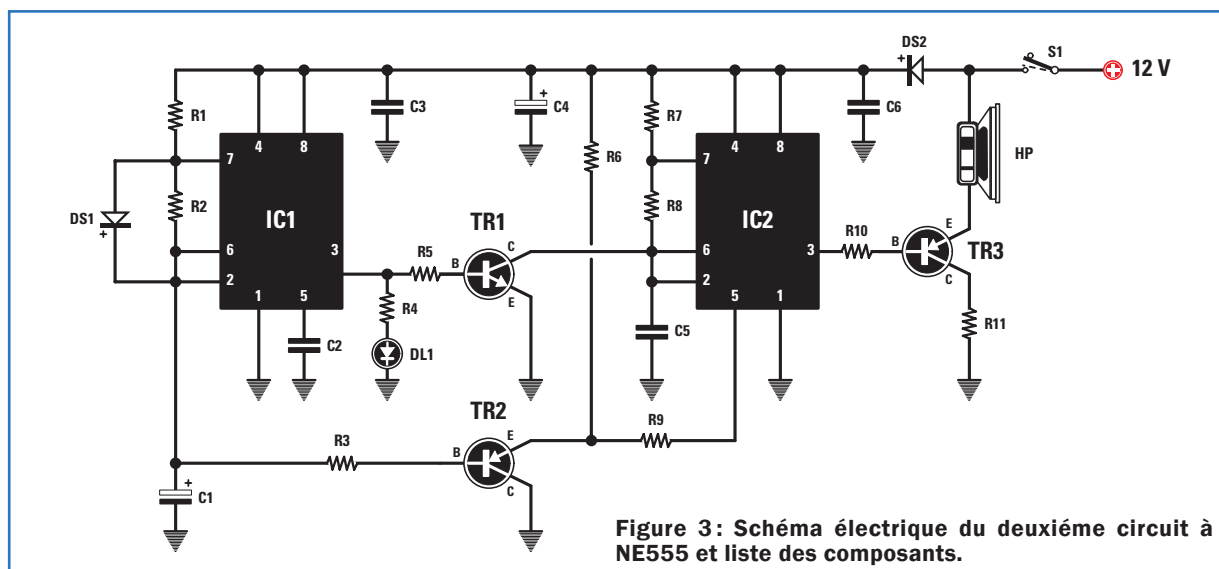 DS2
S1
12 V
R1
C3
C4
R7
C6
4
8
4
8
HP
R6
7
7
DS1
R2
R8
IC1
TR1
IC2
R10
E
C
B
TR3
6
3
R5
6
3
B
C
2
2
E
R4
1
5
5
1
C5
R11
C2
DL1
TR2
R3
E
R9
B
C
C1
Figure 3: Schéma électrique du deuxiéme circuit à
NE555 et liste des composants.